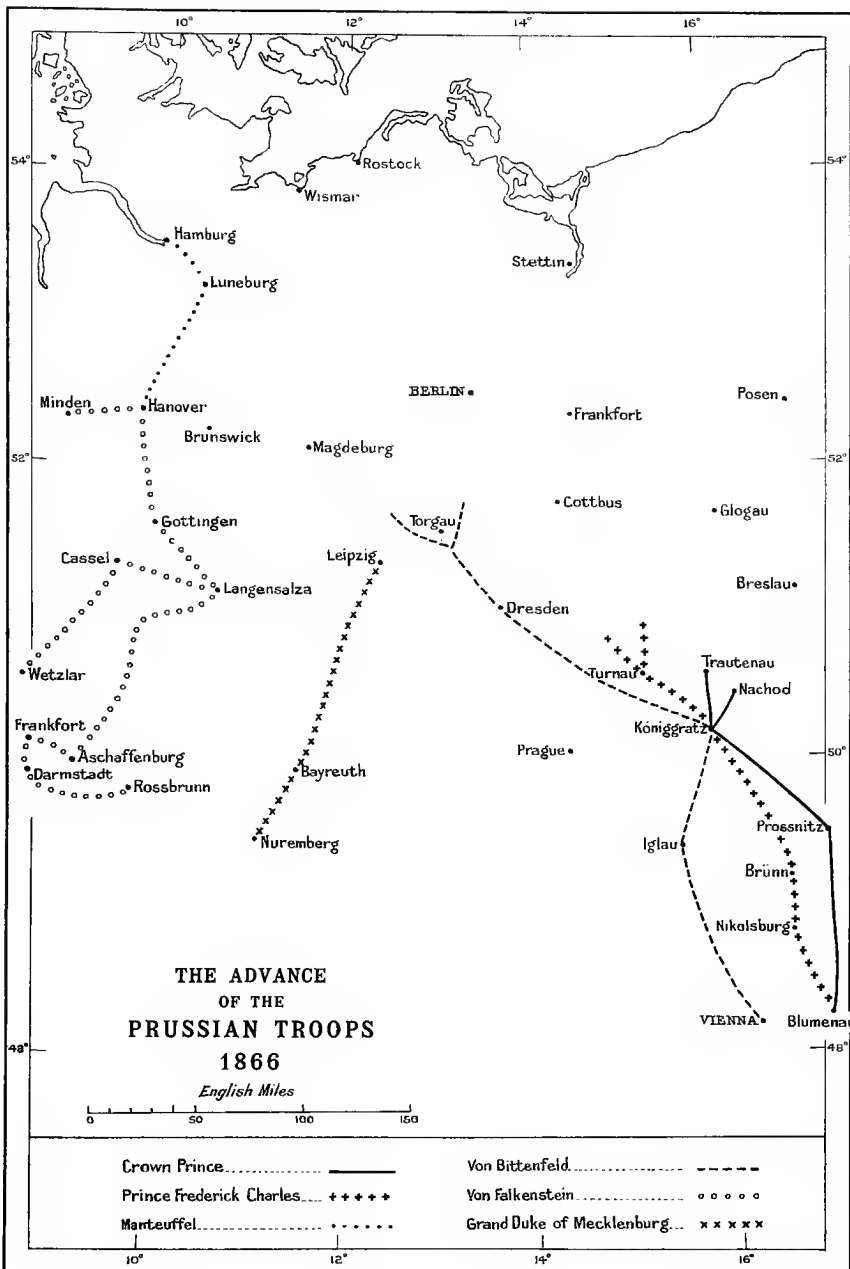 10° 12° 14° 16°
54° 54°
Rostock
Wismar
Hamburg
Stettin
Luneburg
BERLIN
Posen
Minden
Hanover
Frankfort
Brunswick
Magdeburg
52° 52°
Cottbus
Glogau
Gottingen
Torgau
Cassel
Leipzig
Langensalza
Breslau
Dresden
Trautenau
Wetzlar
Turnau
Nachod
Frankfort
Königgratz
Aschaffenburg
Prague
50°
Darmstadt
Bayreuth
Rossbrunn
Prossnitz
Nuremberg
Iglau
Brünn
Nikolsburg
THE ADVANCE
OF THE
PRUSSIAN TROOPS
1866
VIENNA
Blumenau
48° 48°
English Miles
0 50 100 150
Crown Prince
Von Bittenfeld
Prince Frederick Charles
Von Falkenstein
Manteuffel
Grand Duke of Mecklenburg
10° 12° 14° 16°